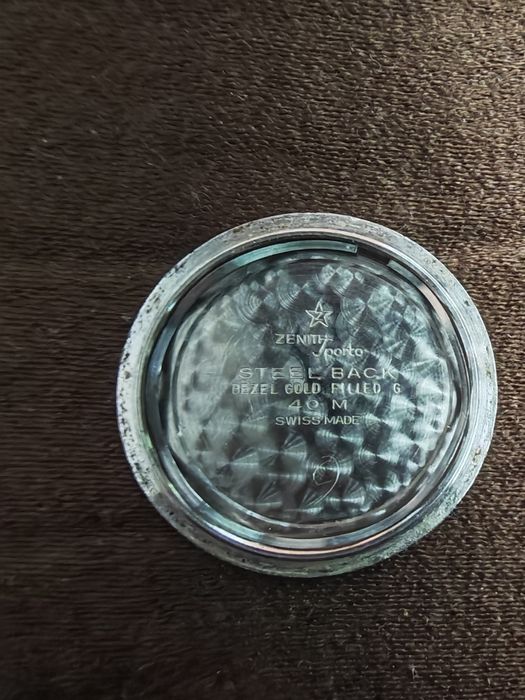 ZENITH
Sporto
STEEL BACK
BEZEL GOLD FILLED G
40 M
SWISS MADE